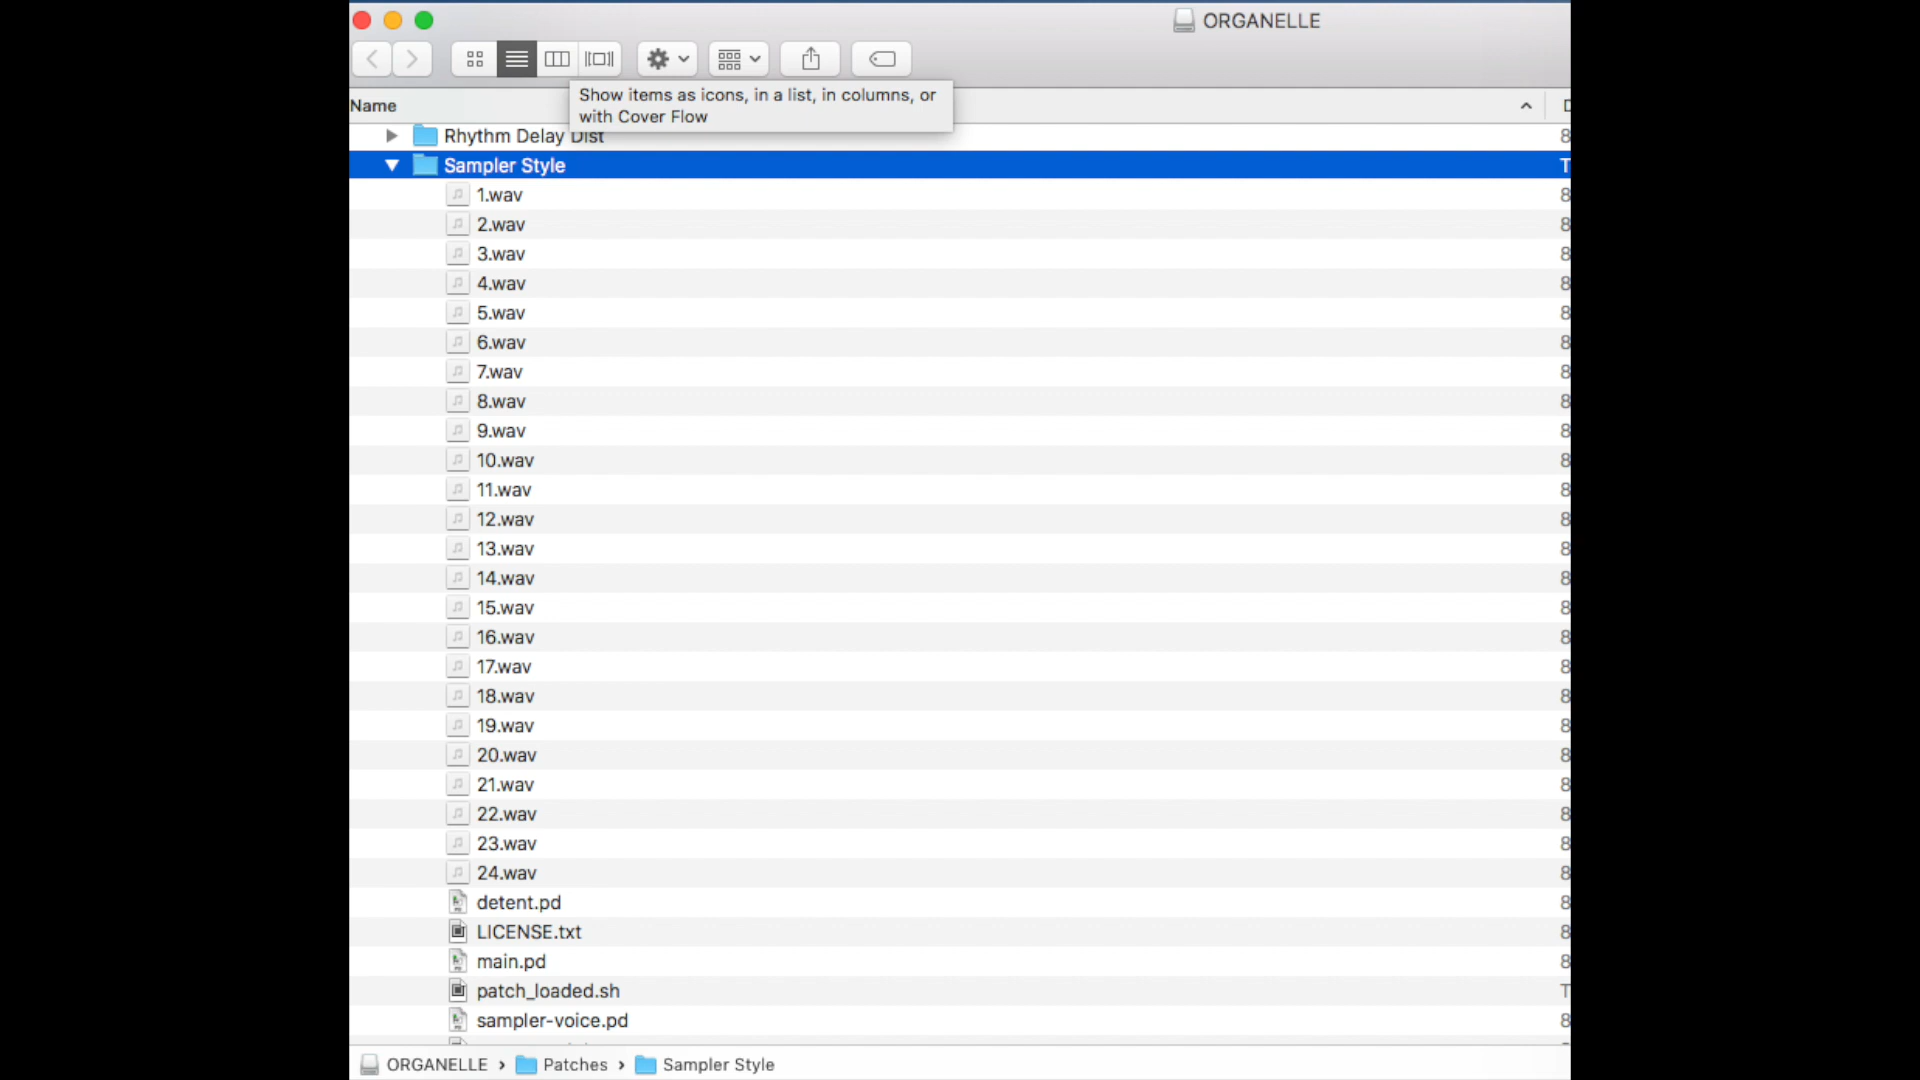 ORGANELLE
Show items as icons, in a list, in columns, or
with Cover Flow
Name
Rhythm Delay Dist
Sampler Style
1.wav
2.wav
3.wav
4.wav
5.wav
6.wav
7.wav
8.wav
9.wav
10.wav
11.wav
12.wav
13.wav
14.wav
15.wav
16.wav
17.wav
18.wav
19.wav
20.wav
21.wav
22.wav
23.wav
24.wav
detent.pd
LICENSE.txt
main.pd
patch_loaded.sh
sampler-voice.pd
ORGANELLE › Patches › Sampler Style